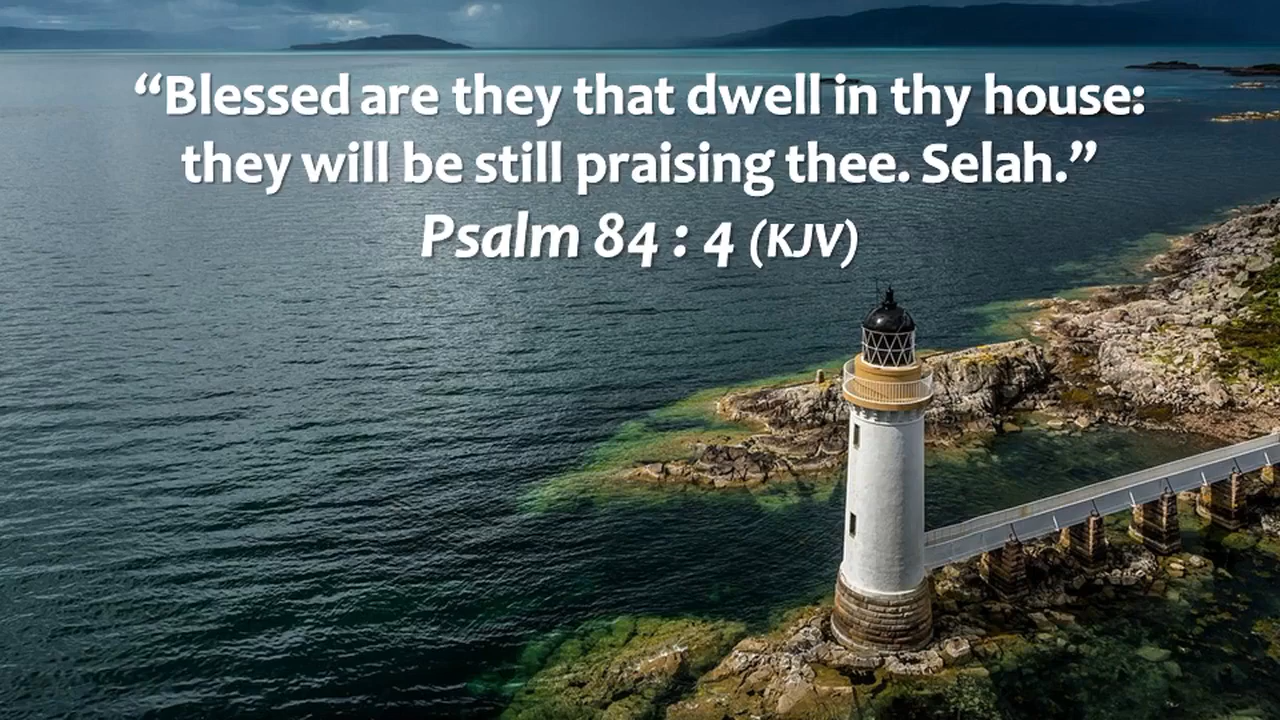 “Blessed are they that dwell in thy house:
they will be still praising thee. Selah.”
Psalm 84 : 4 (KJV)